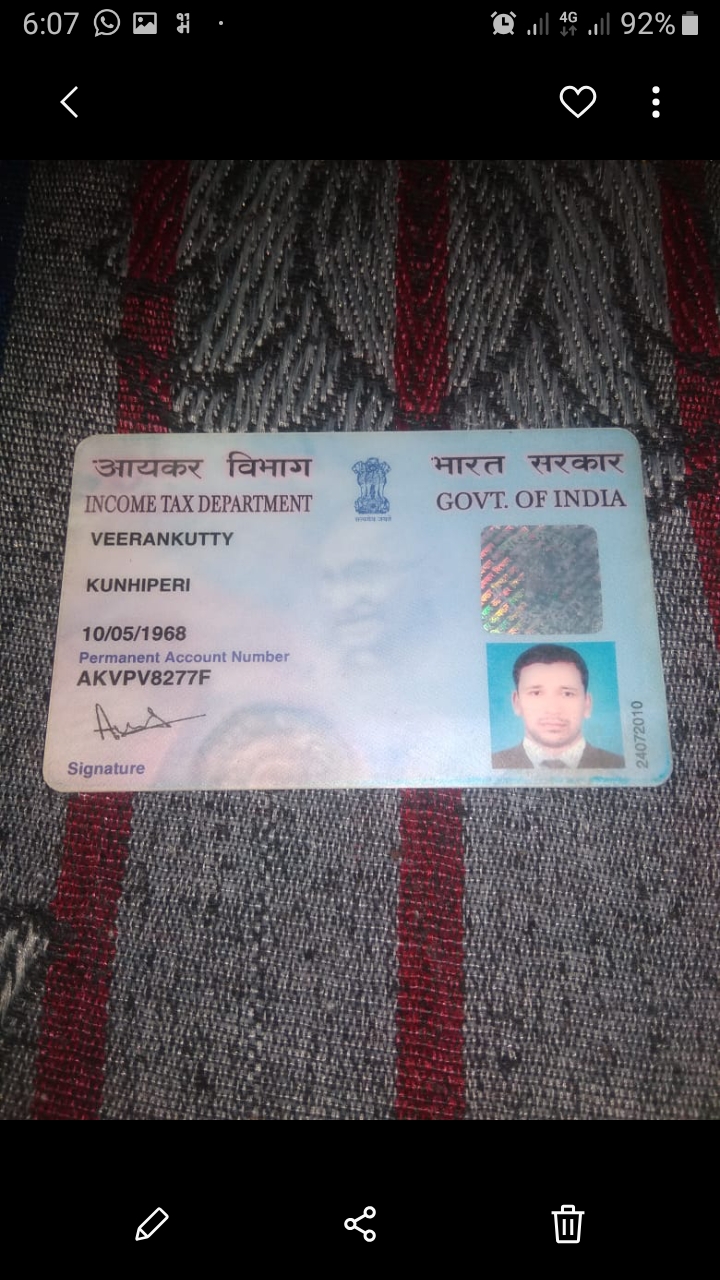 6:07 4G 92%
आयकर विभाग भारत सरकार
INCOME TAX DEPARTMENT GOVT. OF INDIA
सत्यमेव जयते
VEERANKUTTY
KUNHIPERI
10/05/1968
Permanent Account Number
AKVPV8277F
Signature
24072010